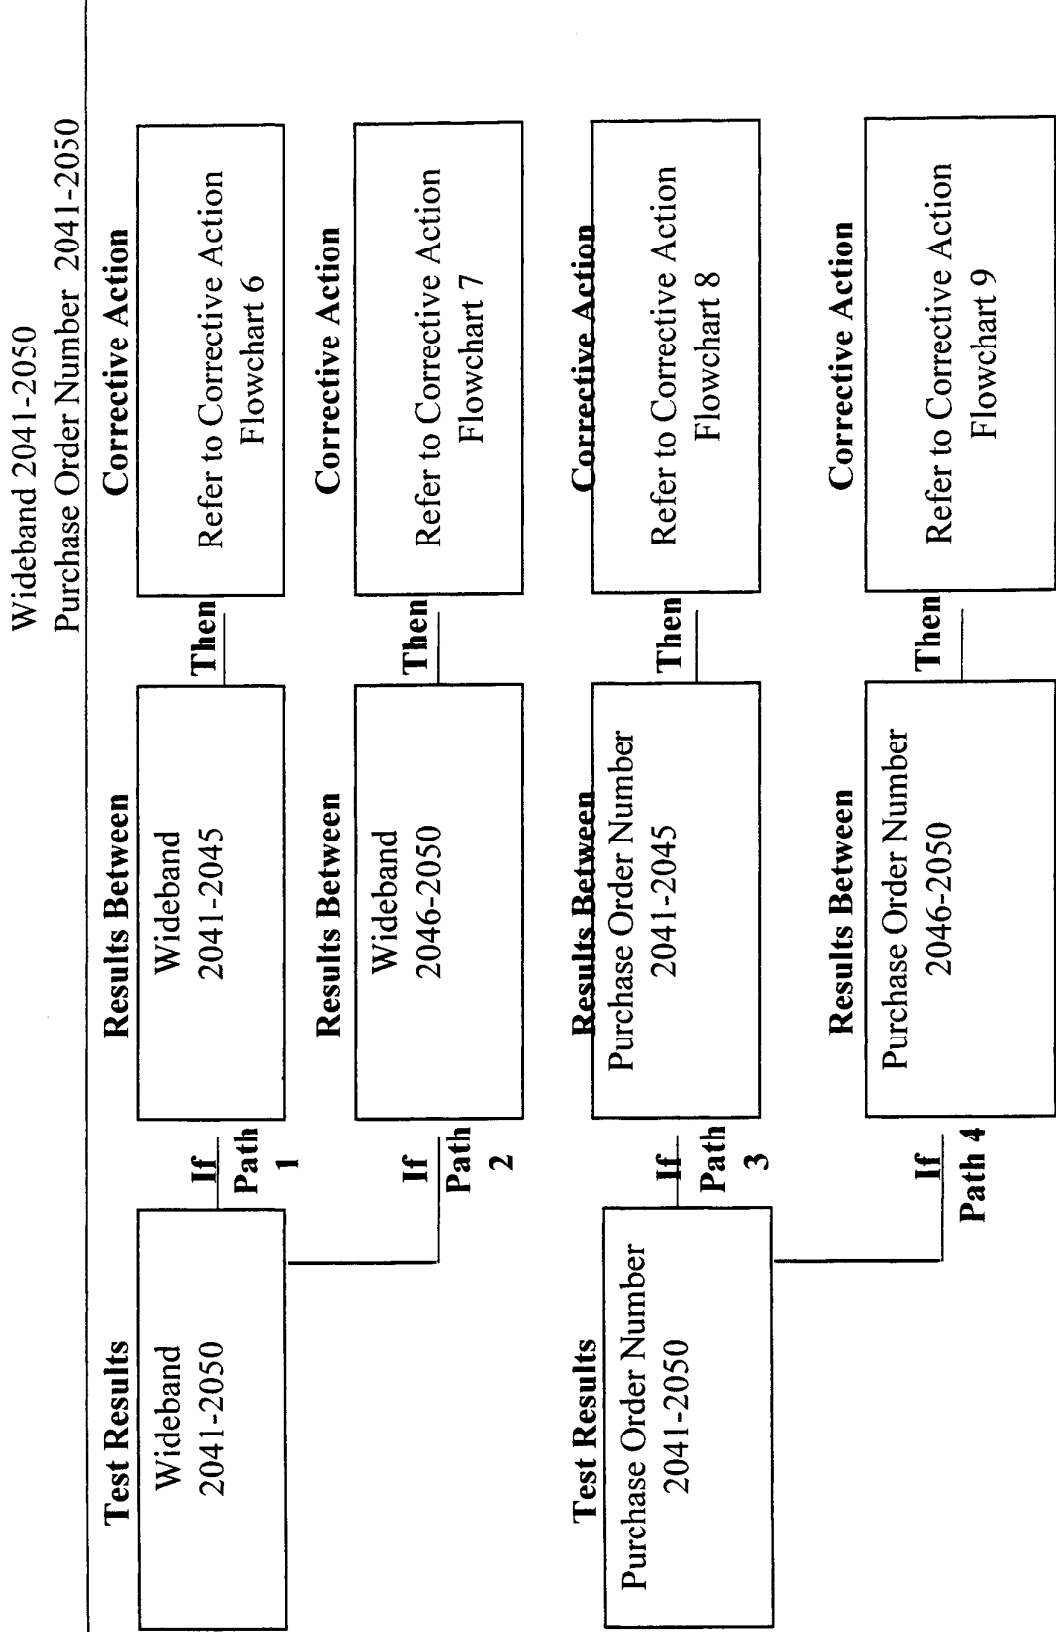 Wideband 2041-2050
Purchase Order Number 2041-2050
Test Results
Wideband
2041-2050
If
Path
1
Results Between
Wideband
2041-2045
Then
Corrective Action
Refer to Corrective Action
Flowchart 6
If
Path
2
Results Between
Wideband
2046-2050
Then
Corrective Action
Refer to Corrective Action
Flowchart 7
Test Results
Purchase Order Number
2041-2050
If
Path
3
Results Between
Purchase Order Number
2041-2045
Then
Corrective Action
Refer to Corrective Action
Flowchart 8
If
Path 4
Results Between
Purchase Order Number
2046-2050
Then
Corrective Action
Refer to Corrective Action
Flowchart 9